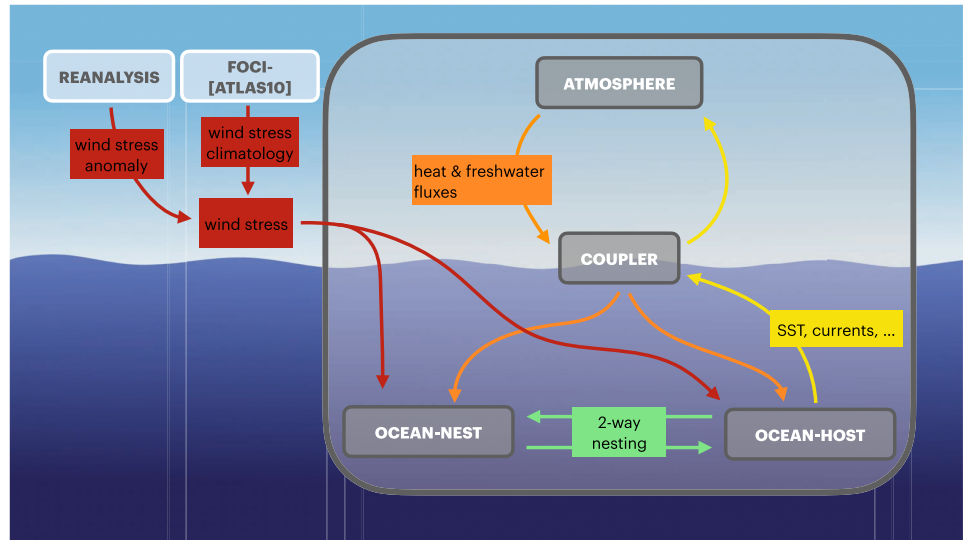 REANALYSIS
FOCI-
[ATLAS10]
ATMOSPHERE
wind stress
anomaly
wind stress
climatology
heat & freshwater
fluxes
wind stress
COUPLER
SST, currents, ...
OCEAN-NEST
2-way
nesting
OCEAN-HOST